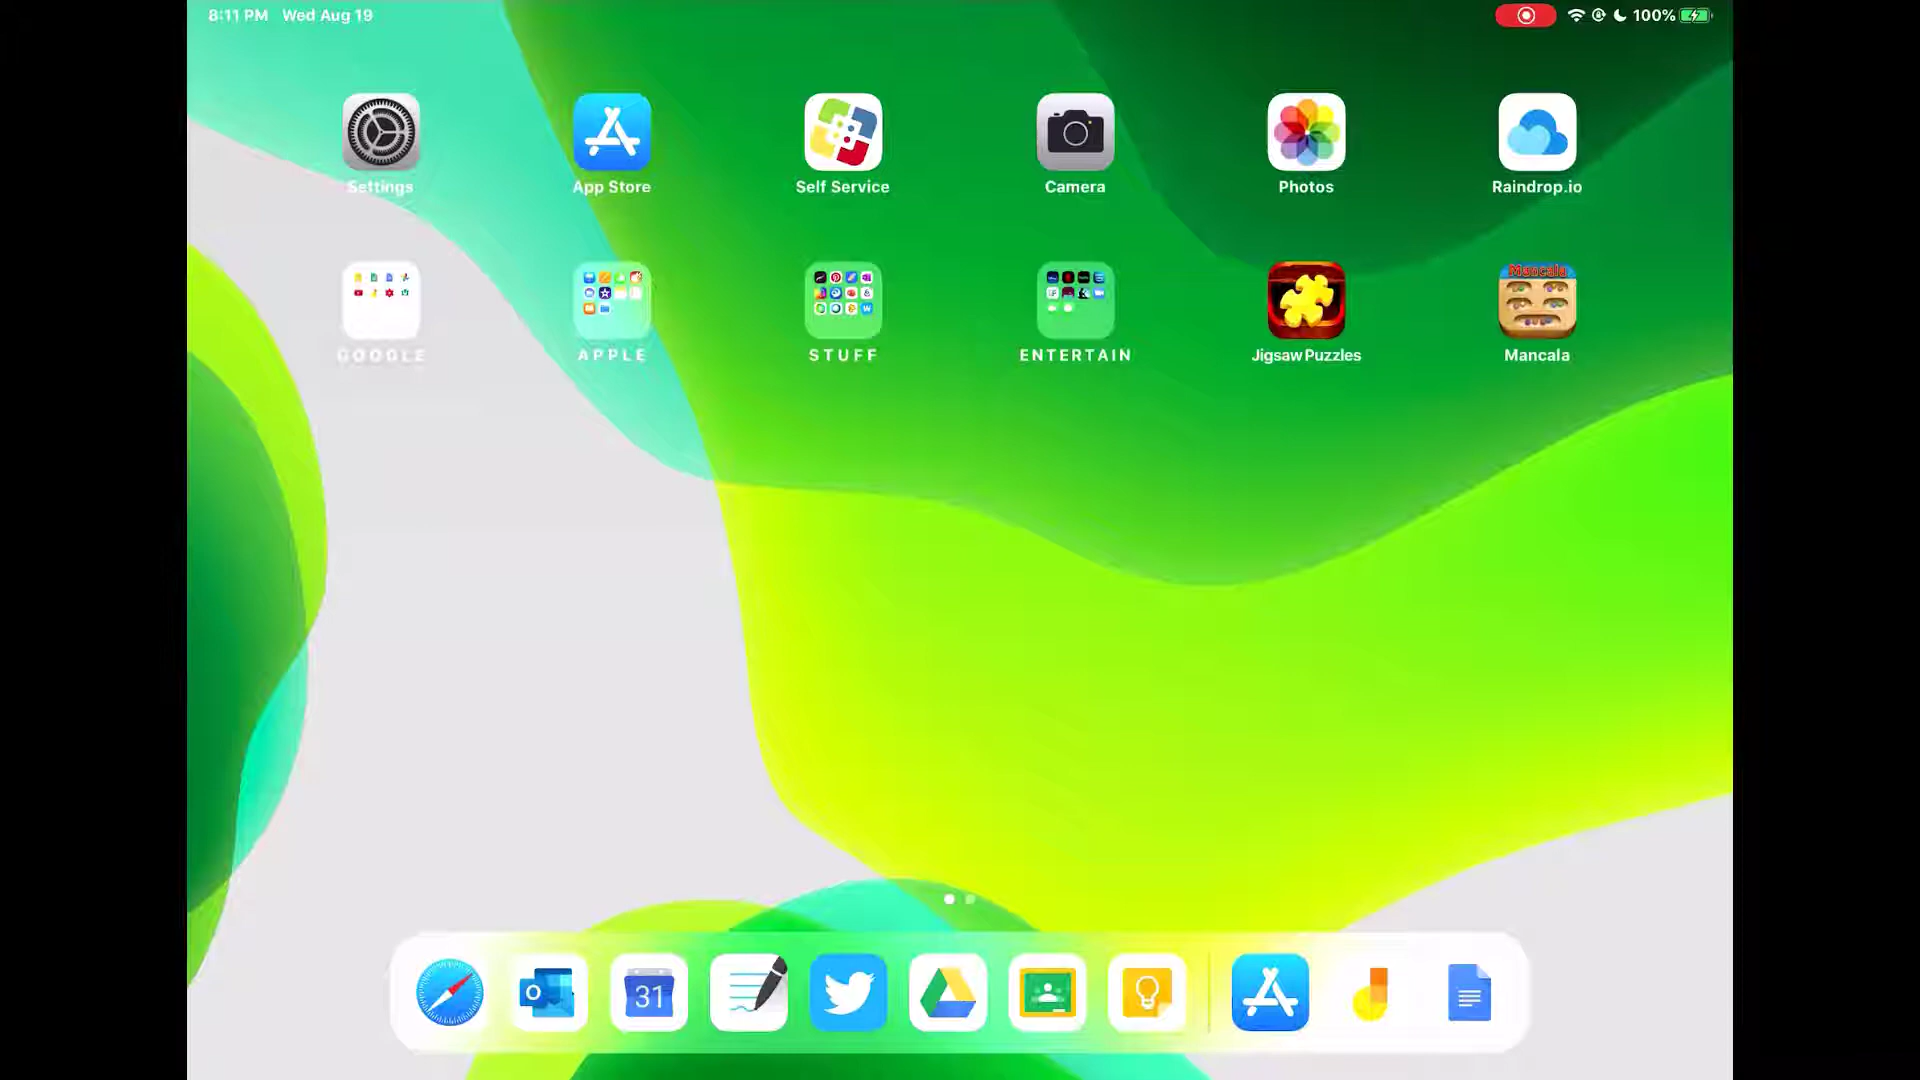 8:11 PM Wed Aug 19
100%
Settings
App Store
Self Service
Camera
Photos
Raindrop.io
Mancala
GOOGLE
APPLE
STUFF
ENTERTAIN
Jigsaw Puzzles
Mancala
O
31